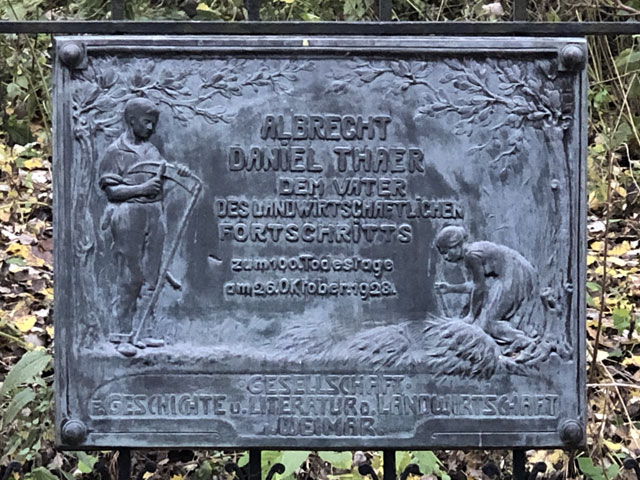 ALBRECHT
DANIEL THAER
DEM VATER
DES LANDWIRTSCHAFTLICHEN
FORTSCHRITTS
zum 100. Todestage
am 26. Oktober 1928.
GESELLSCHAFT
F. GESCHICHTE U. LITERATUR D. LANDWIRTSCHAFT
WEIMAR